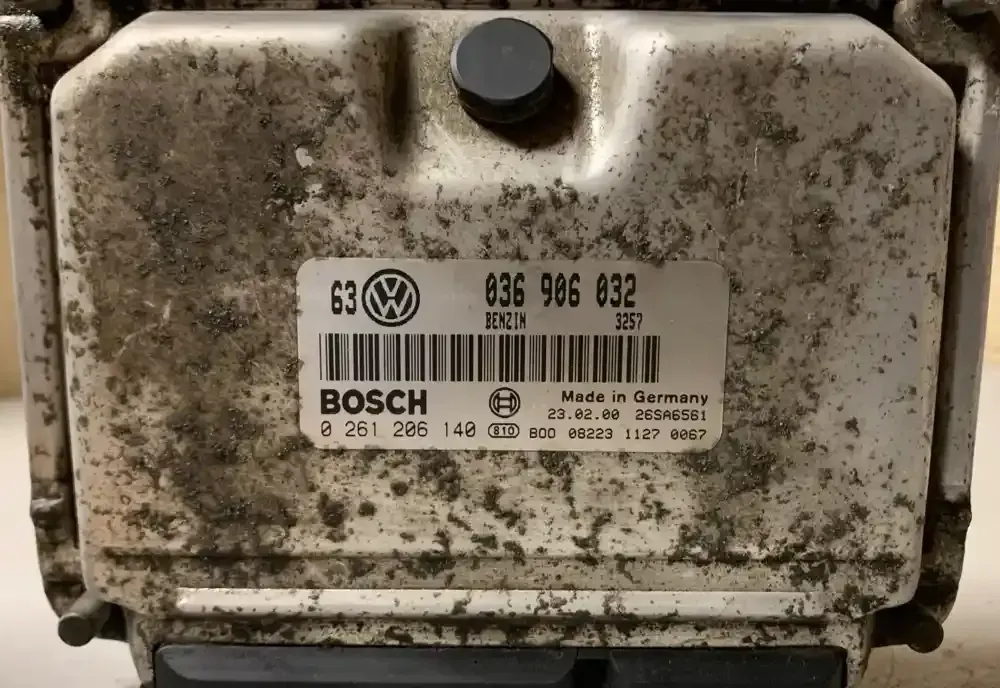 63 VW 036 906 032
BENZIN 3257
BOSCH Made in Germany
23.02.00 26SA6561
0 261 206 140 810 B00 08223 1127 0067